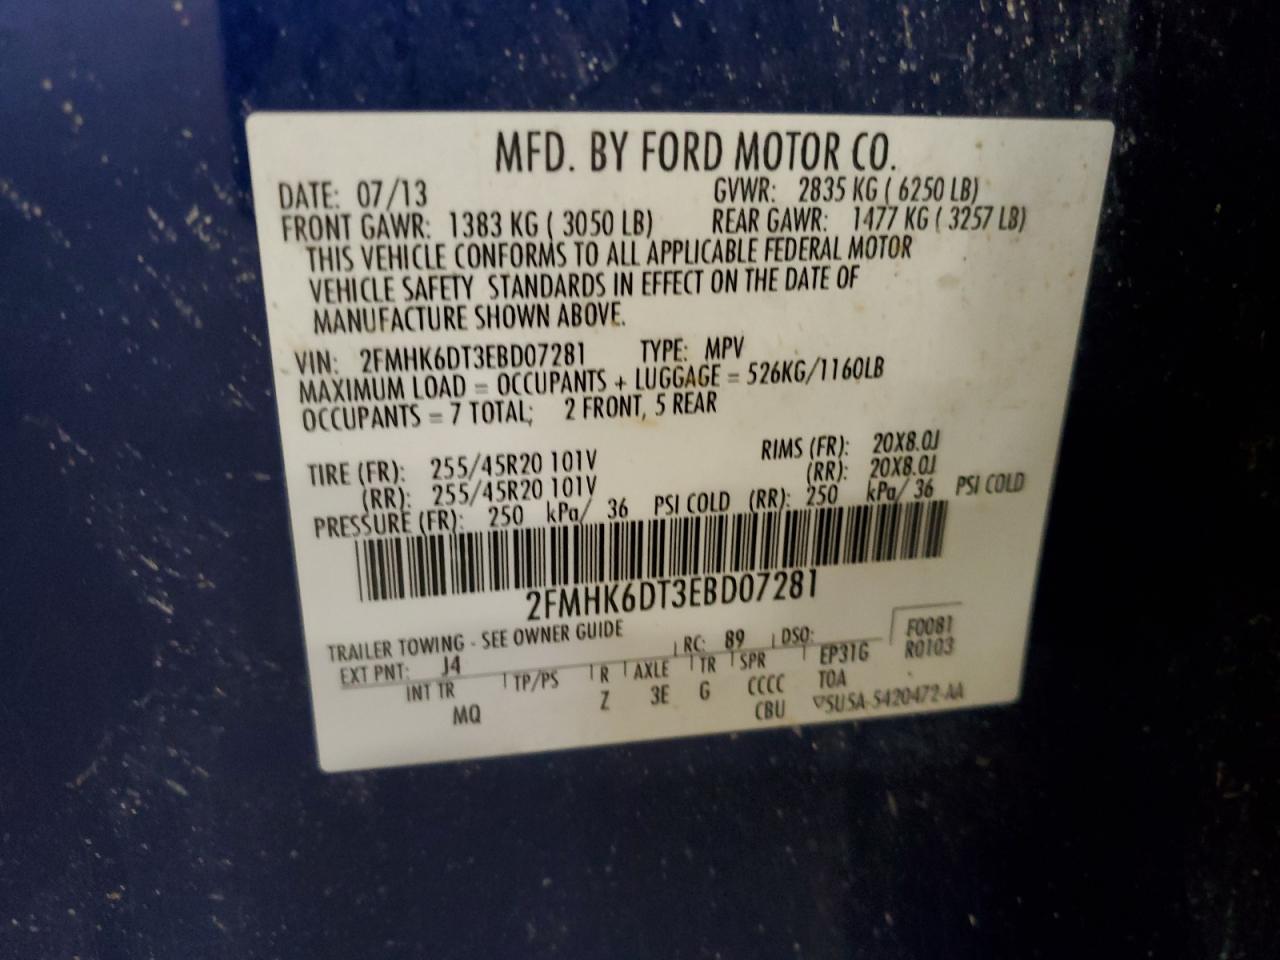 MFD. BY FORD MOTOR CO.
DATE: 07/13 GVWR: 2835 KG ( 6250 LB)
FRONT GAWR: 1383 KG ( 3050 LB) REAR GAWR: 1477 KG ( 3257 LB)
THIS VEHICLE CONFORMS TO ALL APPLICABLE FEDERAL MOTOR
VEHICLE SAFETY STANDARDS IN EFFECT ON THE DATE OF
MANUFACTURE SHOWN ABOVE.
VIN: 2FMHK6DT3EBD07281 TYPE: MPV
MAXIMUM LOAD = OCCUPANTS + LUGGAGE = 526KG/1160LB
OCCUPANTS = 7 TOTAL; 2 FRONT, 5 REAR
TIRE (FR): 255/45R20 101V RIMS (FR): 20X8.0J
(RR): 255/45R20 101V (RR): 20X8.0J
PRESSURE (FR): 250 kPa/ 36 PSI COLD (RR): 250 kPa/ 36 PSI COLD
2FMHK6DT3EBD07281
TRAILER TOWING - SEE OWNER GUIDE
EXT PNT: J4 RC: 89 DSO: F0081
INT TR TP/PS R AXLE TR SPR EP31G R0103
MQ Z 3E G CCCC TOA
CBU ▽5U5A-5420472-AA